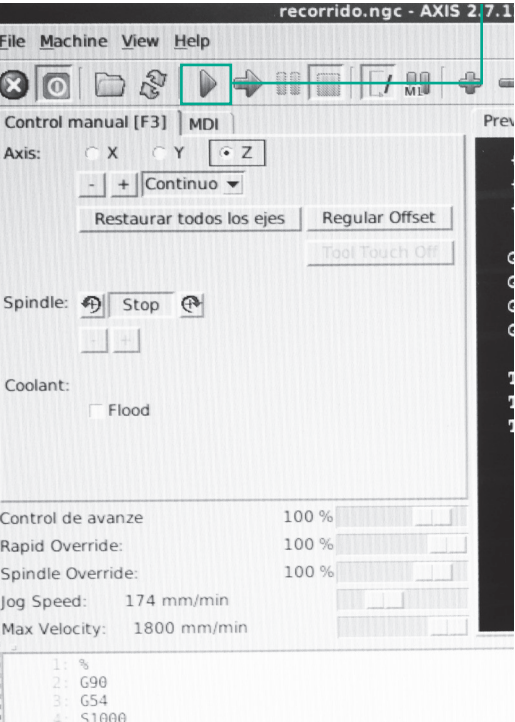 recorrido.ngc - AXIS 2.7.1
File Machine View Help
M1
Control manual [F3] MDI
Prev
Axis: X Y Z
- + Continuo
Restaurar todos los ejes Regular Offset
Tool Touch Off
Spindle: Stop
- +
Coolant:
Flood
Control de avanze 100 %
Rapid Override: 100 %
Spindle Override: 100 %
Jog Speed: 174 mm/min
Max Velocity: 1800 mm/min
1: %
2: G90
3: G54
4: S1000